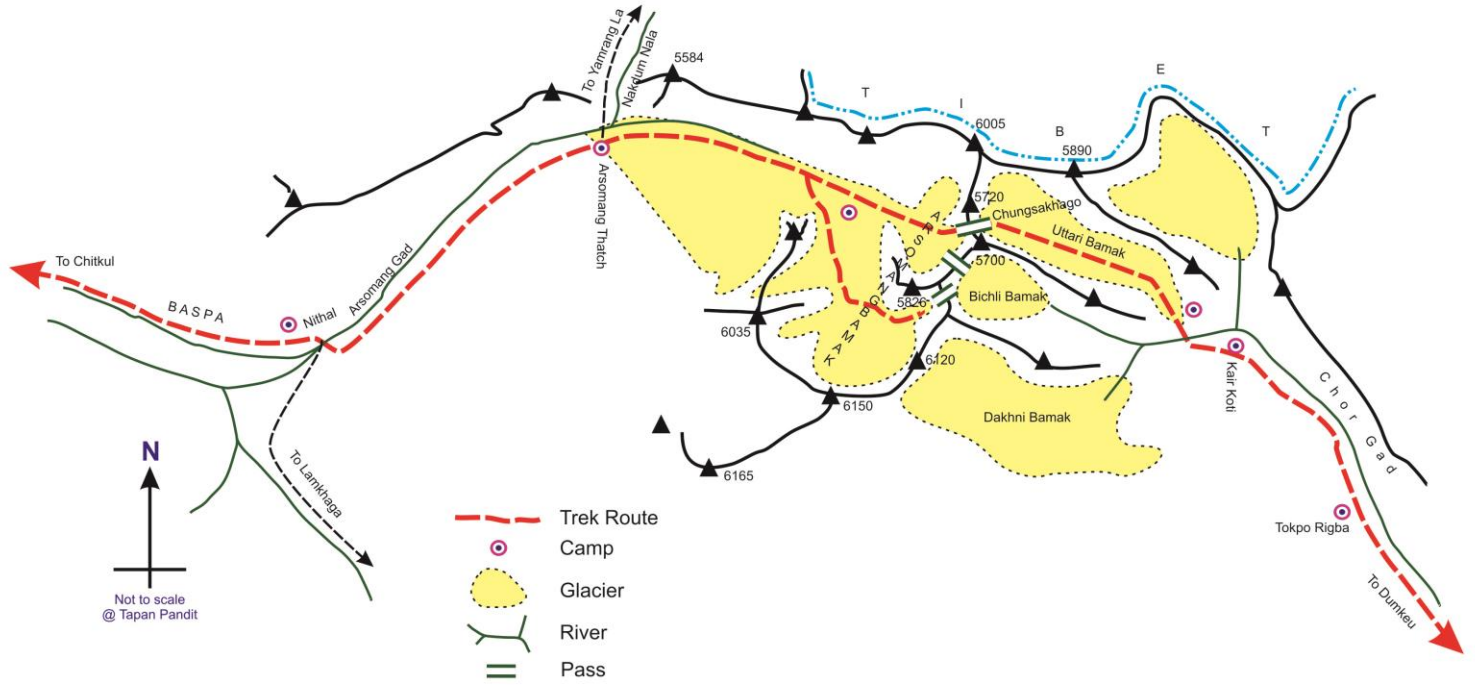 To Yamrang La
Nakdum Nala
5584
T I B E T
6005
5890
5720
Chungsakhago
Arsomang Thatch
ARSOMANG BAMAK
Uttari Bamak
5700
To Chitkul
Arsomang Gad
BASPA
Nithal
5826
Bichli Bamak
6035
6120
Kair Koti
Chor Gad
6150
Dakhni Bamak
N
To Lamkhaga
6165
Trek Route
Tokpo Rigba
Camp
Glacier
To Dumkeu
Not to scale
@ Tapan Pandit
River
Pass